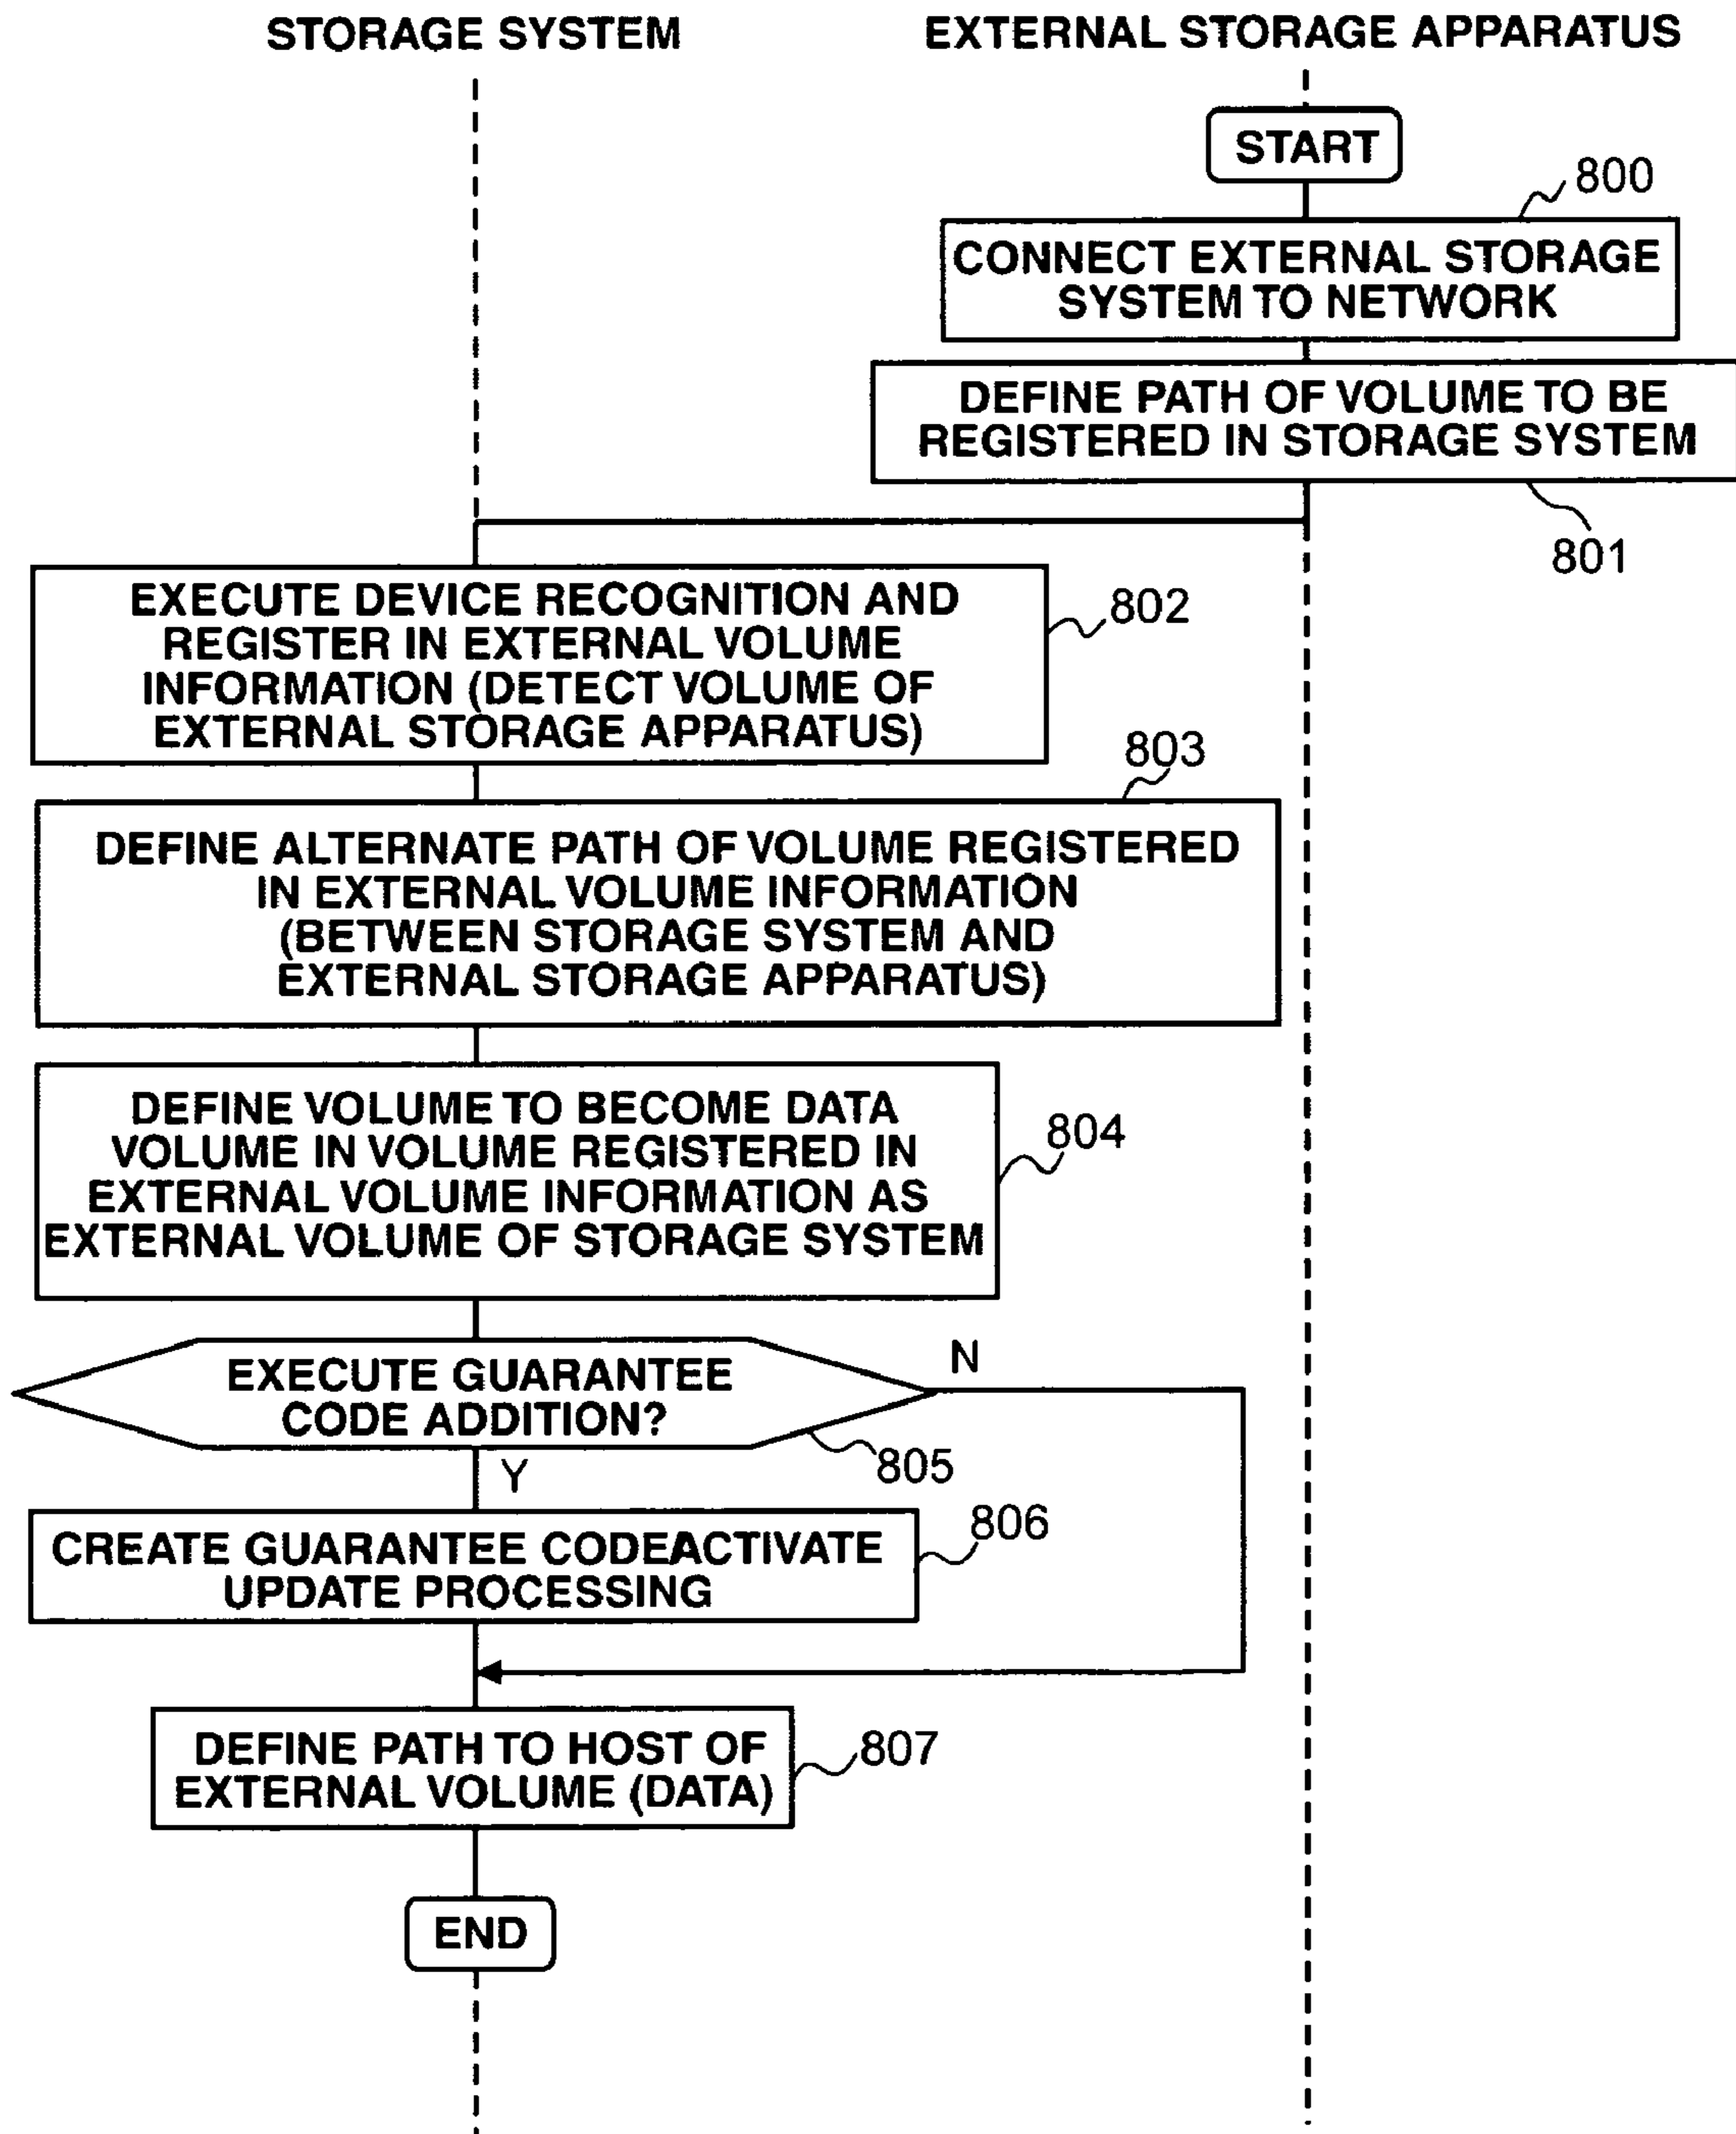 STORAGE SYSTEM
EXTERNAL STORAGE APPARATUS
START
800
CONNECT EXTERNAL STORAGE
SYSTEM TO NETWORK
DEFINE PATH OF VOLUME TO BE
REGISTERED IN STORAGE SYSTEM
801
EXECUTE DEVICE RECOGNITION AND
REGISTER IN EXTERNAL VOLUME
INFORMATION (DETECT VOLUME OF
EXTERNAL STORAGE APPARATUS)
802
803
DEFINE ALTERNATE PATH OF VOLUME REGISTERED
IN EXTERNAL VOLUME INFORMATION
(BETWEEN STORAGE SYSTEM AND
EXTERNAL STORAGE APPARATUS)
DEFINE VOLUME TO BECOME DATA
VOLUME IN VOLUME REGISTERED IN
EXTERNAL VOLUME INFORMATION AS
EXTERNAL VOLUME OF STORAGE SYSTEM
804
EXECUTE GUARANTEE
CODE ADDITION?
N
805
Y
CREATE GUARANTEE CODEACTIVATE
UPDATE PROCESSING
806
DEFINE PATH TO HOST OF
EXTERNAL VOLUME (DATA)
807
END